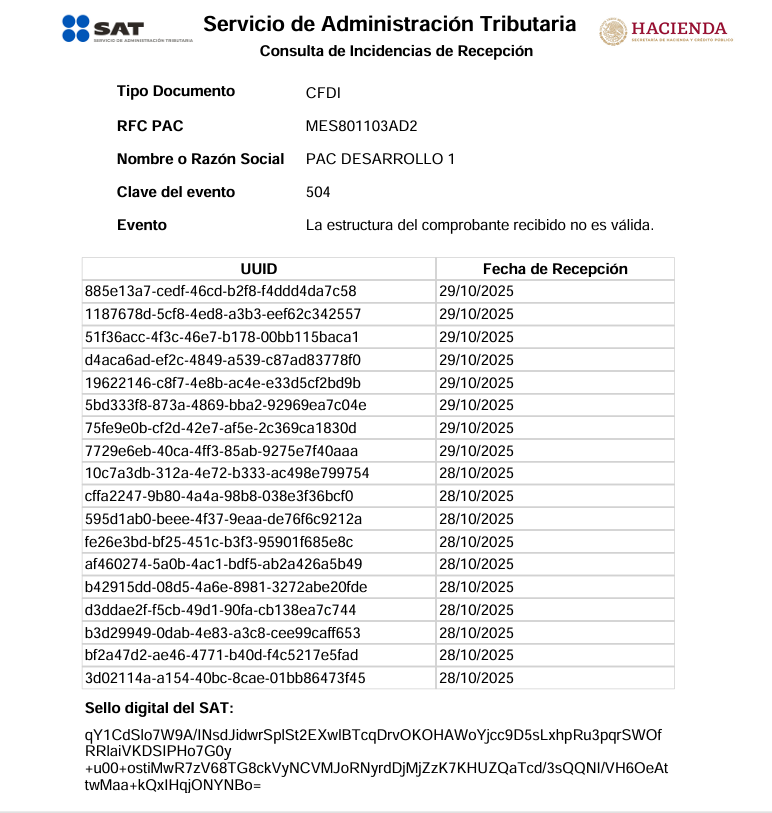 SAT
SERVICIO DE ADMINISTRACIÓN TRIBUTARIA
Servicio de Administración Tributaria
Consulta de Incidencias de Recepción
HACIENDA
SECRETARÍA DE HACIENDA Y CRÉDITO PÚBLICO
Tipo Documento CFDI
RFC PAC MES801103AD2
Nombre o Razón Social PAC DESARROLLO 1
Clave del evento 504
Evento La estructura del comprobante recibido no es válida.
UUID Fecha de Recepción
885e13a7-cedf-46cd-b2f8-f4ddd4da7c58 29/10/2025
1187678d-5cf8-4ed8-a3b3-eef62c342557 29/10/2025
51f36acc-4f3c-46e7-b178-00bb115baca1 29/10/2025
d4aca6ad-ef2c-4849-a539-c87ad83778f0 29/10/2025
19622146-c8f7-4e8b-ac4e-e33d5cf2bd9b 29/10/2025
5bd333f8-873a-4869-bba2-92969ea7c04e 29/10/2025
75fe9e0b-cf2d-42e7-af5e-2c369ca1830d 29/10/2025
7729e6eb-40ca-4ff3-85ab-9275e7f40aaa 29/10/2025
10c7a3db-312a-4e72-b333-ac498e799754 28/10/2025
cffa2247-9b80-4a4a-98b8-038e3f36bcf0 28/10/2025
595d1ab0-beee-4f37-9eaa-de76f6c9212a 28/10/2025
fe26e3bd-bf25-451c-b3f3-95901f685e8c 28/10/2025
af460274-5a0b-4ac1-bdf5-ab2a426a5b49 28/10/2025
b42915dd-08d5-4a6e-8981-3272abe20fde 28/10/2025
d3ddae2f-f5cb-49d1-90fa-cb138ea7c744 28/10/2025
b3d29949-0dab-4e83-a3c8-cee99caff653 28/10/2025
bf2a47d2-ae46-4771-b40d-f4c5217e5fad 28/10/2025
3d02114a-a154-40bc-8cae-01bb86473f45 28/10/2025
Sello digital del SAT:
qY1CdSlo7W9A/INsdJidwrSplSt2EXwIBTcqDrvOKOHAWoYjcc9D5sLxhpRu3pqrSWOf
RRlaiVKDSIPHo7G0y
+u00+ostiMwR7zV68TG8ckVyNCVMJoRNyrdDjMjZzK7KHUZQaTcd/3sQQNI/VH6OeAt
twMaa+kQxIHqjONYNBo=